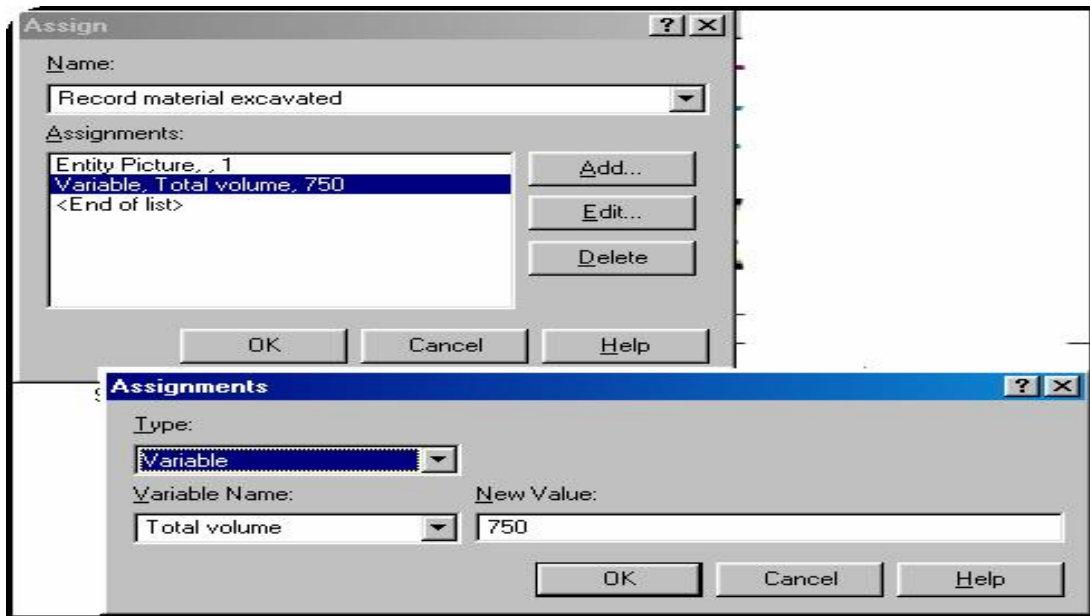 Assign
Name:
Record material excavated
Assignments:
Entity Picture, , 1
Variable, Total volume, 750
<End of list>
Add...
Edit...
Delete
OK Cancel Help
Assignments
Type:
Variable
Variable Name: New Value:
Total volume 750
OK Cancel Help